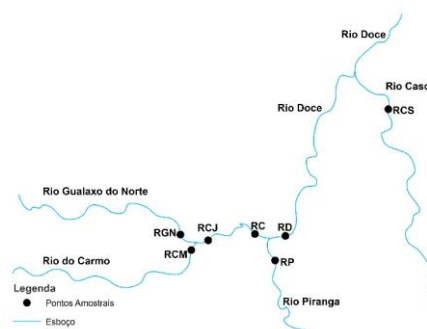 Rio Doce
Rio Casca
RCS
Rio Doce
Rio Gualaxo do Norte
RGN
RCJ
RC
RD
RCM
RP
Rio do Carmo
Rio Piranga
Legenda
Pontos Amostrais
Esboço